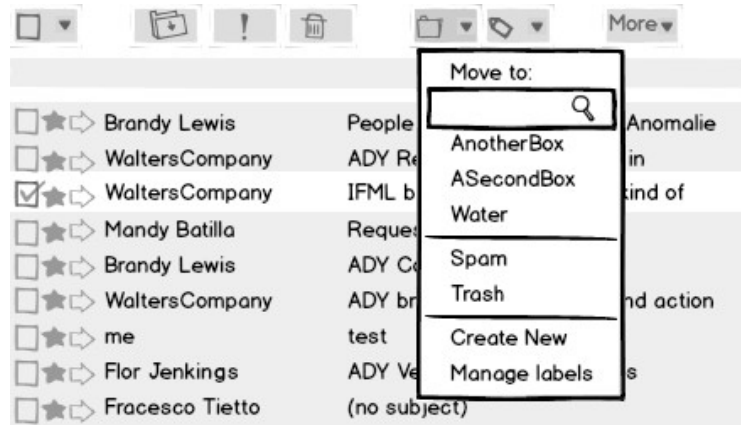 More
Move to:
Brandy Lewis People Anomalie
AnotherBox
WaltersCompany ADY Re in
ASecondBox
WaltersCompany IFML b kind of
Water
Mandy Batilla Reques
Brandy Lewis ADY Co Spam
Trash
WaltersCompany ADY br nd action
me test Create New
Flor Jenkings ADY Ve Manage labels s
Fracesco Tietto (no subject)